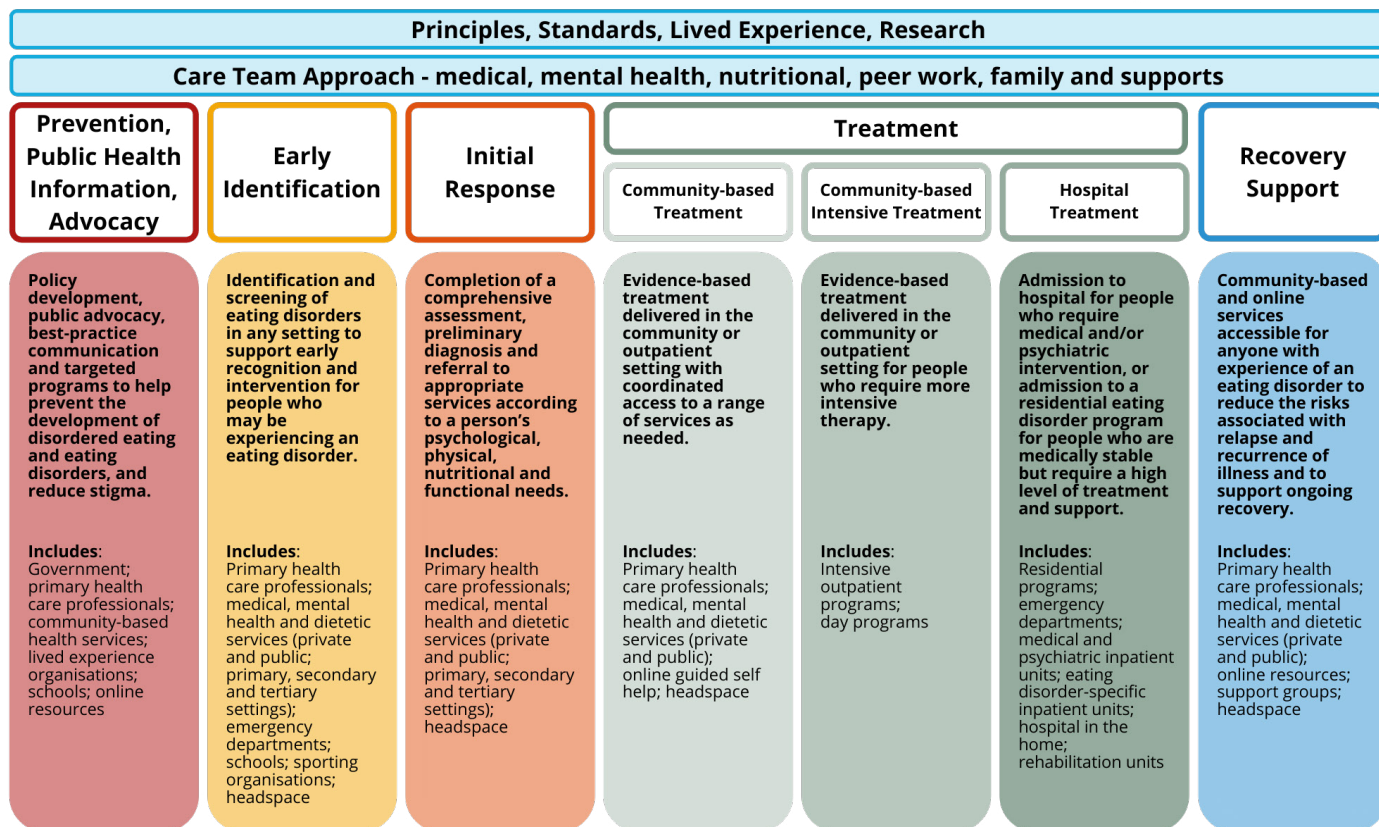 Principles, Standards, Lived Experience, Research
Care Team Approach - medical, mental health, nutritional, peer work, family and supports
Prevention,
Public Health
Information,
Advocacy
Early
Identification
Initial
Response
Treatment
Community-based
Treatment
Community-based
Intensive Treatment
Hospital
Treatment
Recovery
Support
Policy
development,
public advocacy,
best-practice
communication
and targeted
programs to help
prevent the
development of
disordered eating
and eating
disorders, and
reduce stigma.
Includes:
Government;
primary health
care professionals;
community-based
health services;
lived experience
organisations;
schools; online
resources
Identification and
screening of
eating disorders
in any setting to
support early
recognition and
intervention for
people who
may be
experiencing an
eating disorder.
Includes:
Primary health
care professionals;
medical, mental
health and dietetic
services (private
and public;
primary, secondary
and tertiary
settings);
emergency
departments;
schools; sporting
organisations;
headspace
Completion of a
comprehensive
assessment,
preliminary
diagnosis and
referral to
appropriate
services according
to a person’s
psychological,
physical,
nutritional and
functional needs.
Includes:
Primary health
care professionals;
medical, mental
health and dietetic
services (private
and public;
primary, secondary
and tertiary
settings);
headspace
Evidence-based
treatment
delivered in the
community or
outpatient
setting with
coordinated
access to a range
of services as
needed.
Includes:
Primary health
care professionals;
medical, mental
health and dietetic
services (private
and public);
online guided self
help; headspace
Evidence-based
treatment
delivered in the
community or
outpatient
setting for people
who require more
intensive
therapy.
Includes:
Intensive
outpatient
programs;
day programs
Admission to
hospital for people
who require
medical and/or
psychiatric
intervention, or
admission to a
residential eating
disorder program
for people who are
medically stable
but require a high
level of treatment
and support.
Includes:
Residential
programs;
emergency
departments;
medical and
psychiatric inpatient
units; eating
disorder-specific
inpatient units;
hospital in the
home;
rehabilitation units
Community-based
and online
services
accessible for
anyone with
experience of an
eating disorder to
reduce the risks
associated with
relapse and
recurrence of
illness and to
support ongoing
recovery.
Includes:
Primary health
care professionals;
medical, mental
health and dietetic
services (private
and public);
online resources;
support groups;
headspace